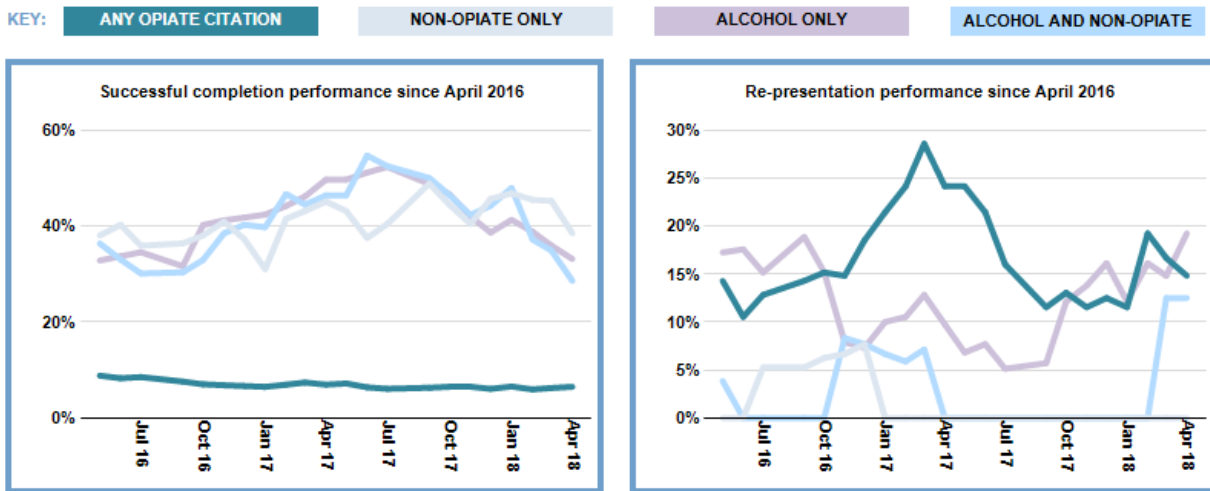 KEY: ANY OPIATE CITATION NON-OPIATE ONLY ALCOHOL ONLY ALCOHOL AND NON-OPIATE
Successful completion performance since April 2016
60%
40%
20%
0%
Jul 16
Oct 16
Jan 17
Apr 17
Jul 17
Oct 17
Jan 18
Apr 18
Re-presentation performance since April 2016
30%
25%
20%
15%
10%
5%
0%
Jul 16
Oct 16
Jan 17
Apr 17
Jul 17
Oct 17
Jan 18
Apr 18